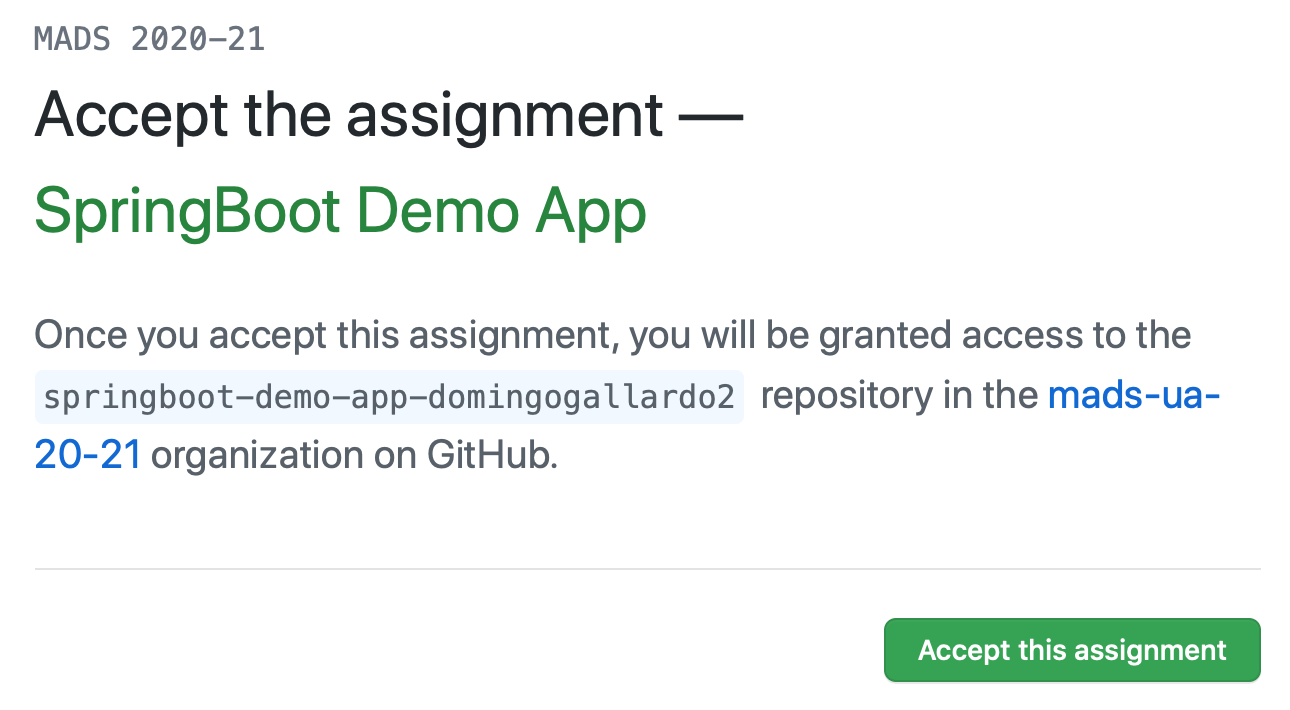 MADS 2020-21
Accept the assignment —
SpringBoot Demo App
Once you accept this assignment, you will be granted access to the
springboot-demo-app-domingogallardo2 repository in the mads-ua-
20-21 organization on GitHub.
Accept this assignment